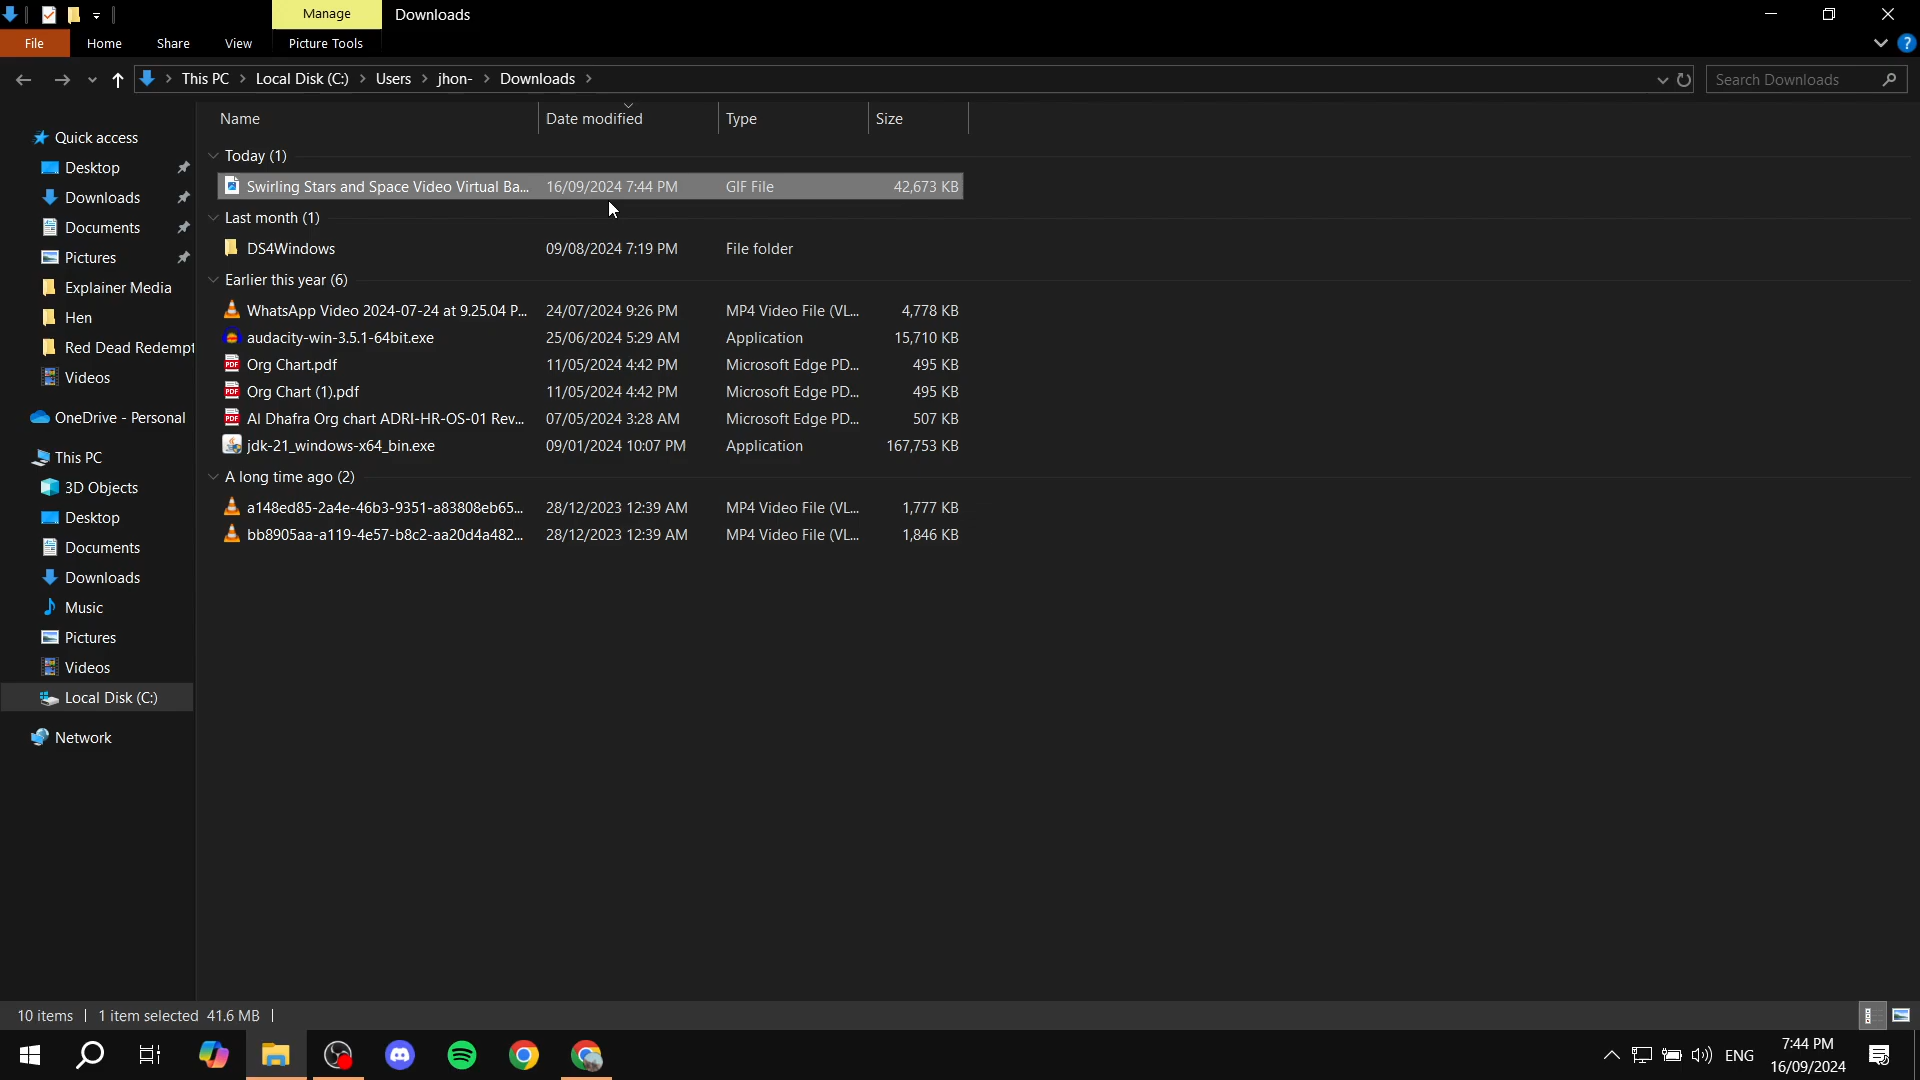 Manage
Downloads
File
Home
Share
View
Picture Tools
?
This PC
Local Disk (C:)
Users
jhon-
Downloads
Search Downloads
Name
Date modified
Type
Size
Quick access
Desktop
Downloads
Documents
Pictures
Explainer Media
Hen
Red Dead Redempt
Videos
OneDrive - Personal
This PC
3D Objects
Desktop
Documents
Downloads
Music
Pictures
Videos
Local Disk (C:)
Network
Today (1)
Swirling Stars and Space Video Virtual Ba... 16/09/2024 7:44 PM GIF File 42,673 KB
Last month (1)
DS4Windows 09/08/2024 7:19 PM File folder
Earlier this year (6)
WhatsApp Video 2024-07-24 at 9.25.04 P... 24/07/2024 9:26 PM MP4 Video File (VL... 4,778 KB
audacity-win-3.5.1-64bit.exe 25/06/2024 5:29 AM Application 15,710 KB
PDF Org Chart.pdf 11/05/2024 4:42 PM Microsoft Edge PD... 495 KB
PDF Org Chart (1).pdf 11/05/2024 4:42 PM Microsoft Edge PD... 495 KB
PDF Al Dhafra Org chart ADRI-HR-OS-01 Rev... 07/05/2024 3:28 AM Microsoft Edge PD... 507 KB
jdk-21_windows-x64_bin.exe 09/01/2024 10:07 PM Application 167,753 KB
A long time ago (2)
a148ed85-2a4e-46b3-9351-a83808eb65... 28/12/2023 12:39 AM MP4 Video File (VL... 1,777 KB
bb8905aa-a119-4e57-b8c2-aa20d4a482... 28/12/2023 12:39 AM MP4 Video File (VL... 1,846 KB
10 items
1 item selected 41.6 MB
ENG
7:44 PM
16/09/2024